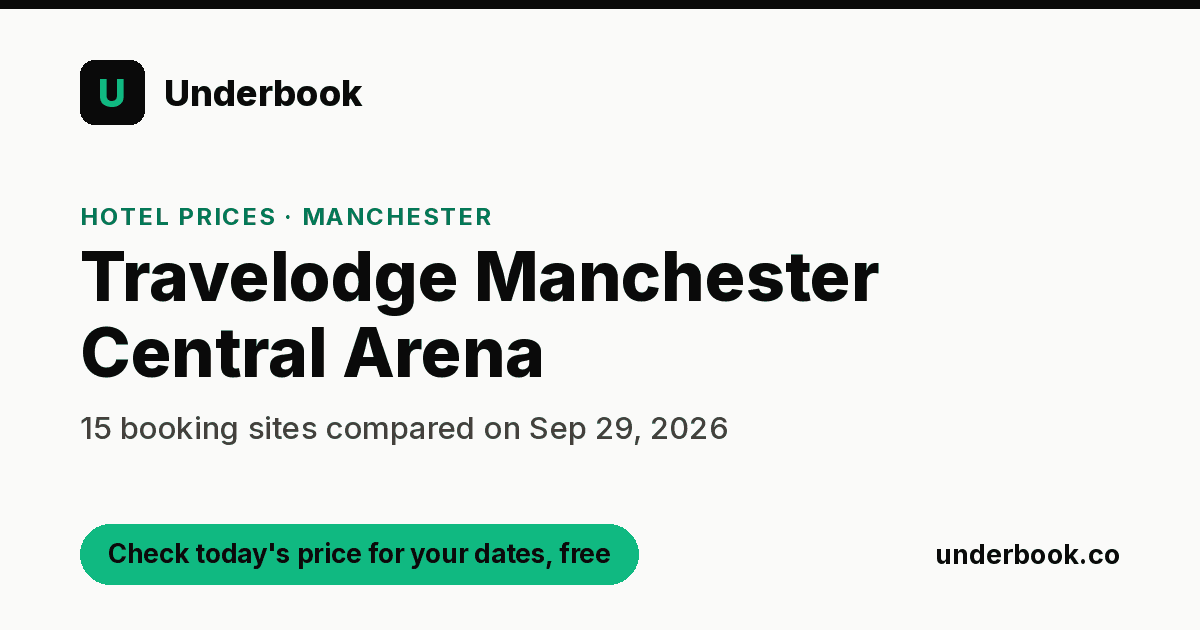 U Underbook
HOTEL PRICES · MANCHESTER
Travelodge Manchester
Central Arena
15 booking sites compared on Sep 29, 2026
Check today's price for your dates, free
underbook.co